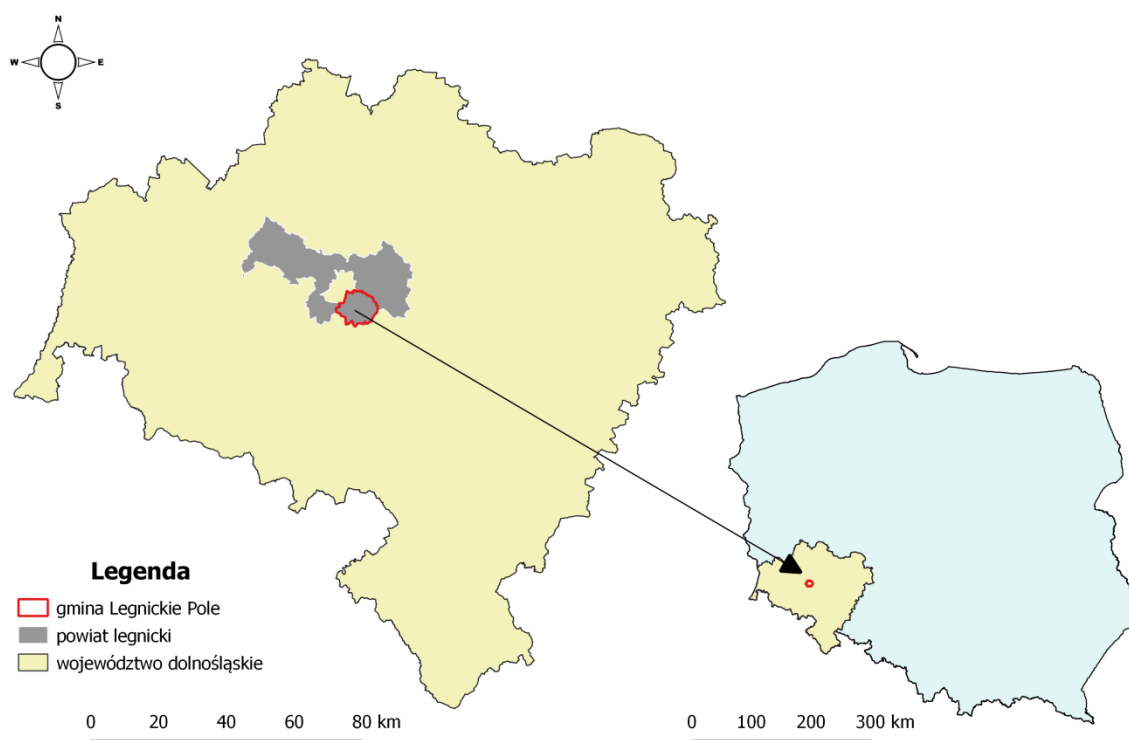 N
W E
S
Legenda
gmina Legnickie Pole
powiat legnicki
województwo dolnośląskie
0 20 40 60 80 km
0 100 200 300 km